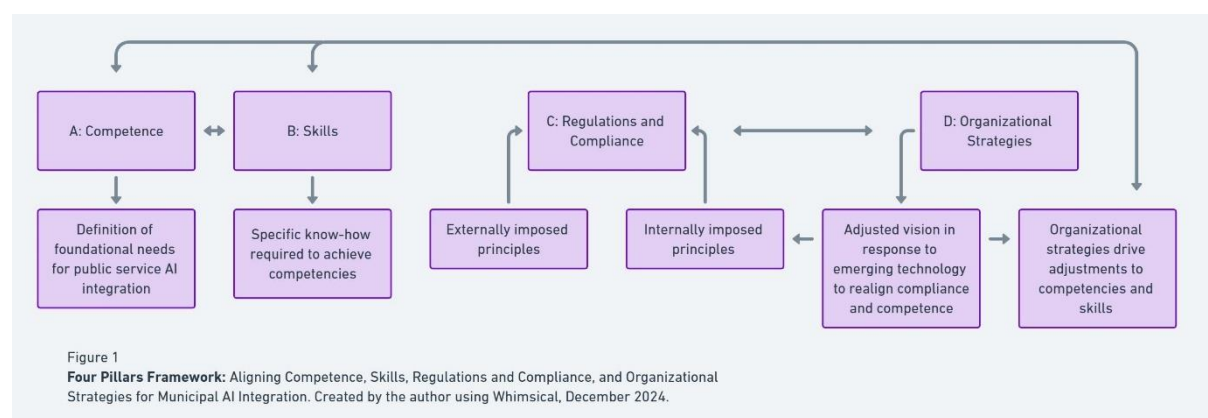 A: Competence
B: Skills
C: Regulations and
Compliance
D: Organizational
Strategies
Definition of
foundational needs
for public service AI
integration
Specific know-how
required to achieve
competencies
Externally imposed
principles
Internally imposed
principles
Adjusted vision in
response to
emerging technology
to realign compliance
and competence
Organizational
strategies drive
adjustments to
competencies and
skills
Figure 1
Four Pillars Framework: Aligning Competence, Skills, Regulations and Compliance, and Organizational
Strategies for Municipal AI Integration. Created by the author using Whimsical, December 2024.